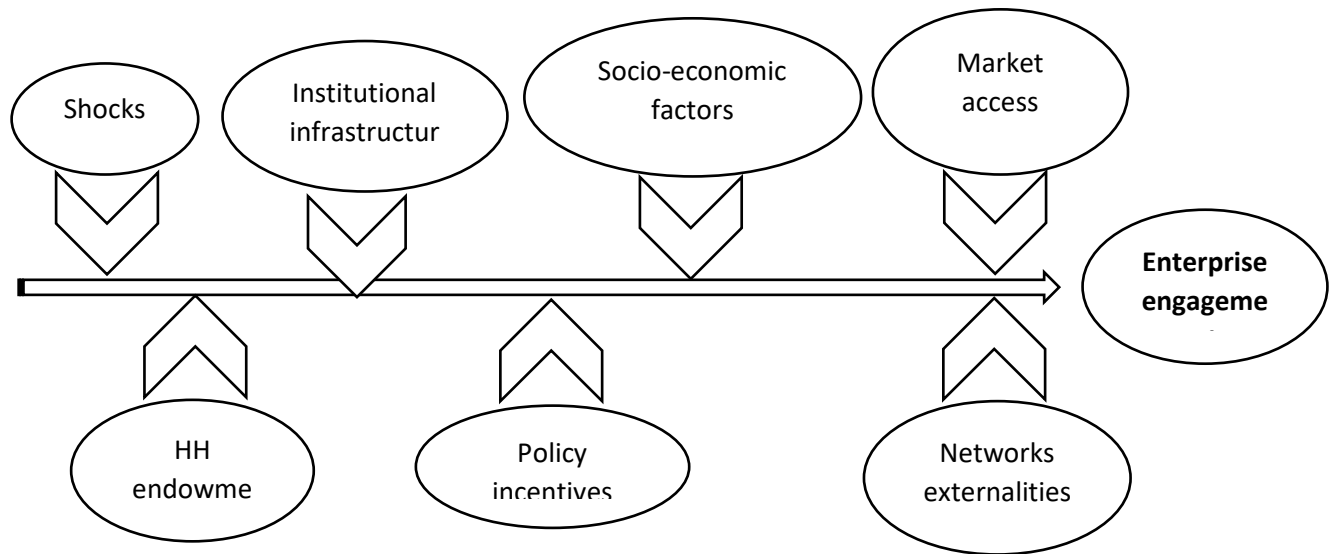 Shocks
Institutional
infrastructur
Socio-economic
factors
Market
access
Enterprise
engageme
HH
endowme
Policy
incentives
Networks
externalities